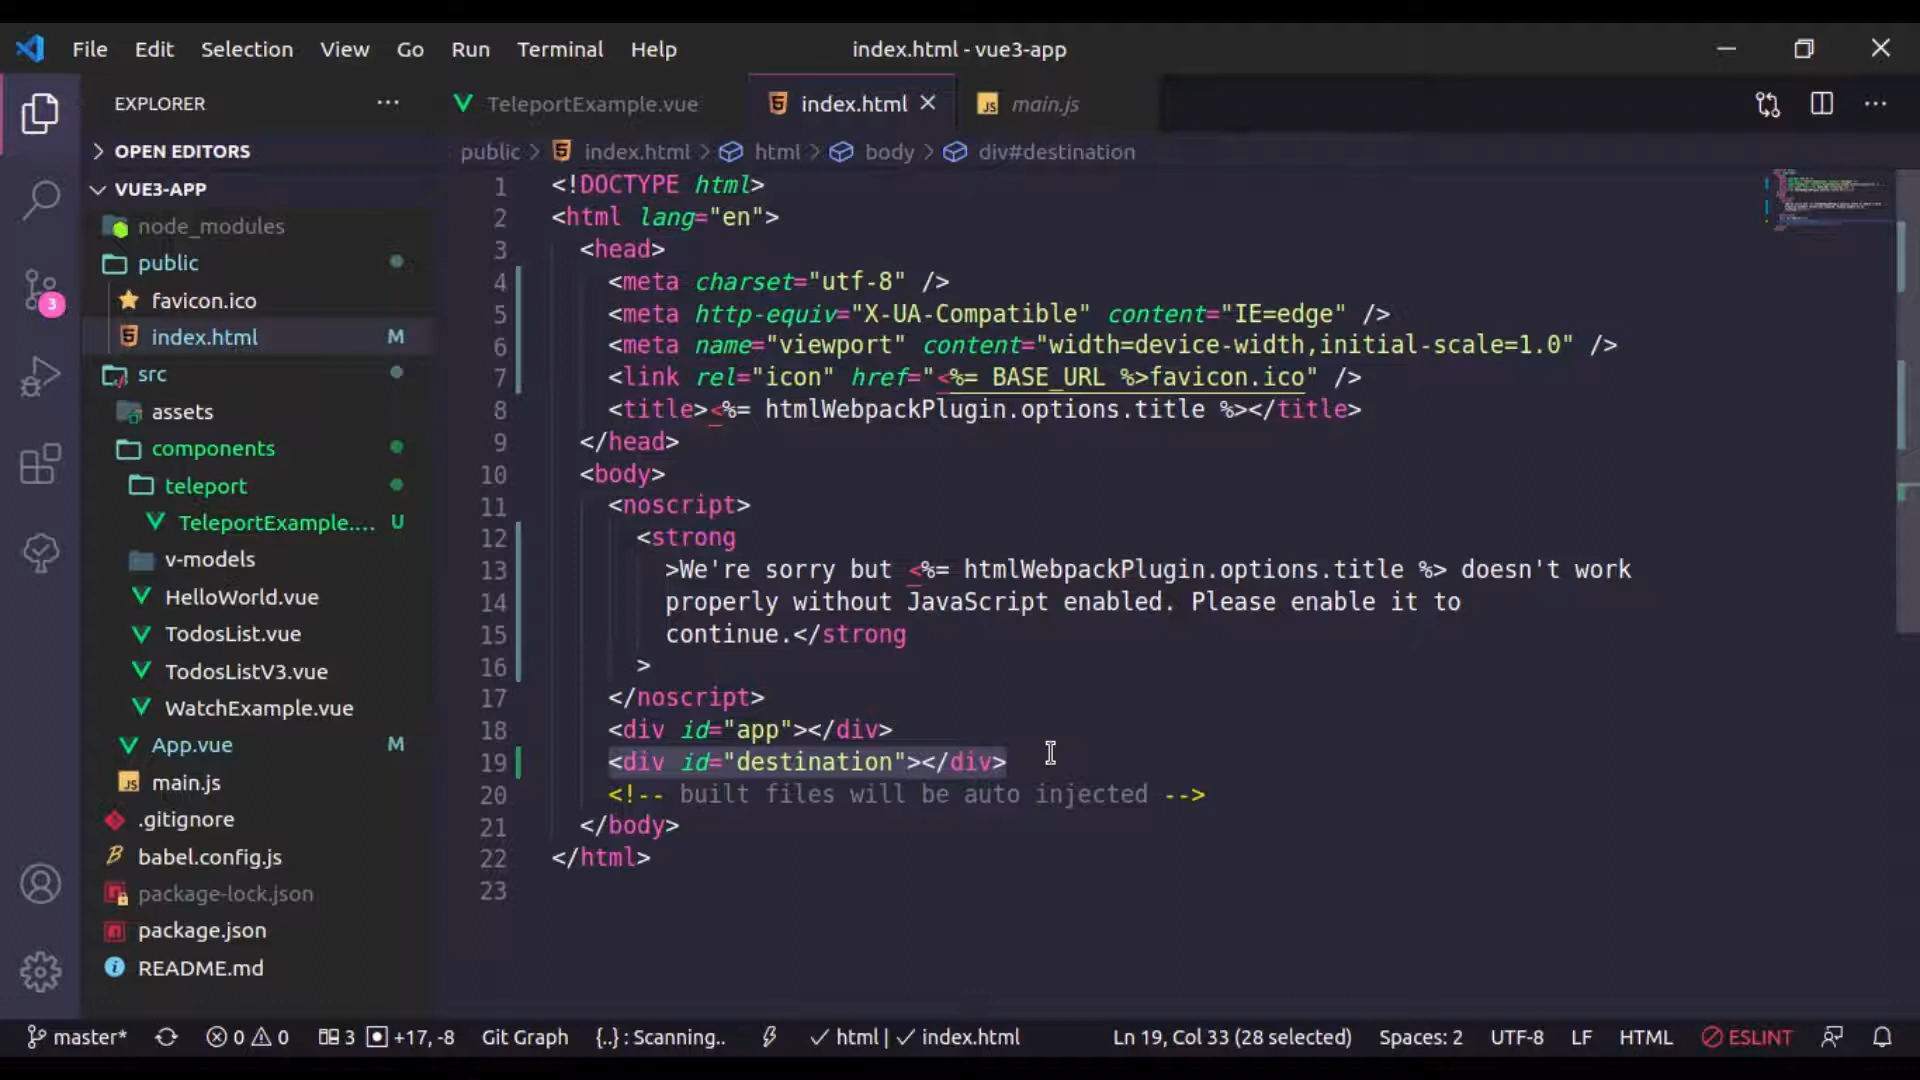 File Edit Selection View Go Run Terminal Help index.html - vue3-app
EXPLORER
TeleportExample.vue index.html main.js
OPEN EDITORS
public > index.html > html > body > div#destination
VUE3-APP
node_modules
public
favicon.ico
index.html M
src
assets
components
teleport
TeleportExample.... U
v-models
HelloWorld.vue
TodosList.vue
TodosListV3.vue
WatchExample.vue
App.vue M
main.js
.gitignore
babel.config.js
package-lock.json
package.json
README.md
3
1 <!DOCTYPE html>
2 <html lang="en">
3 <head>
4 <meta charset="utf-8" />
5 <meta http-equiv="X-UA-Compatible" content="IE=edge" />
6 <meta name="viewport" content="width=device-width,initial-scale=1.0" />
7 <link rel="icon" href="<%= BASE_URL %>favicon.ico" />
8 <title><%= htmlWebpackPlugin.options.title %></title>
9 </head>
10 <body>
11 <noscript>
12 <strong
13 >We're sorry but <%= htmlWebpackPlugin.options.title %> doesn't work
14 properly without JavaScript enabled. Please enable it to
15 continue.</strong
16 >
17 </noscript>
18 <div id="app"></div>
19 <div id="destination"></div>
20 <!-- built files will be auto injected -->
21 </body>
22 </html>
23
master* 0 0 3 +17, -8 Git Graph {..} : Scanning.. html | index.html Ln 19, Col 33 (28 selected) Spaces: 2 UTF-8 LF HTML ESLINT